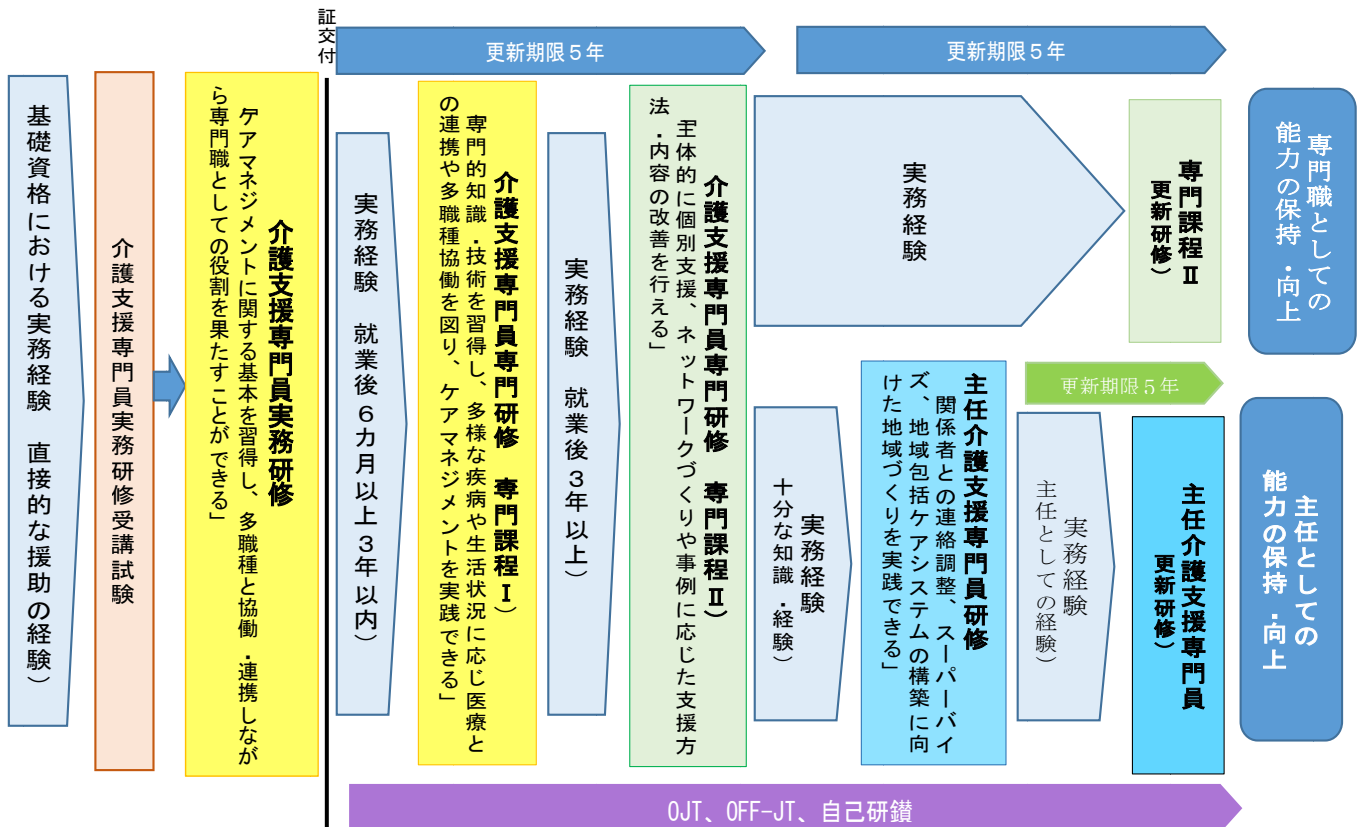 証交付
更新期限５年
更新期限５年
基礎資格における実務経験　直接的な援助の経験）
介護支援専門員実務研修受講試験
介護支援専門員実務研修
ケアマネジメントに関する基本を習得し、多職種と協働・連携しなが
ら専門職としての役割を果たすことができる」
実務経験　就業後６カ月以上３年以内）
介護支援専門員専門研修　専門課程Ⅰ）
専門的知識・技術を習得し、多様な疾病や生活状況に応じ医療と
の連携や多職種協働を図り、ケアマネジメントを実践できる」
実務経験　就業後３年以上）
介護支援専門員専門研修　専門課程Ⅱ）
主体的に個別支援、ネットワークづくりや事例に応じた支援方
法・内容の改善を行える」
実務経験
専門課程Ⅱ
更新研修）
専門職としての
能力の保持・向上
実務経験
十分な知識・経験）
主任介護支援専門員研修
関係者との連絡調整、スーパーバイ
ズ、地域包括ケアシステムの構築に向
けた地域づくりを実践できる」
更新期限５年
実務経験
主任としての経験）
主任介護支援専門員
更新研修）
主任としての
能力の保持・向上
OJT、OFF-JT、自己研鑚